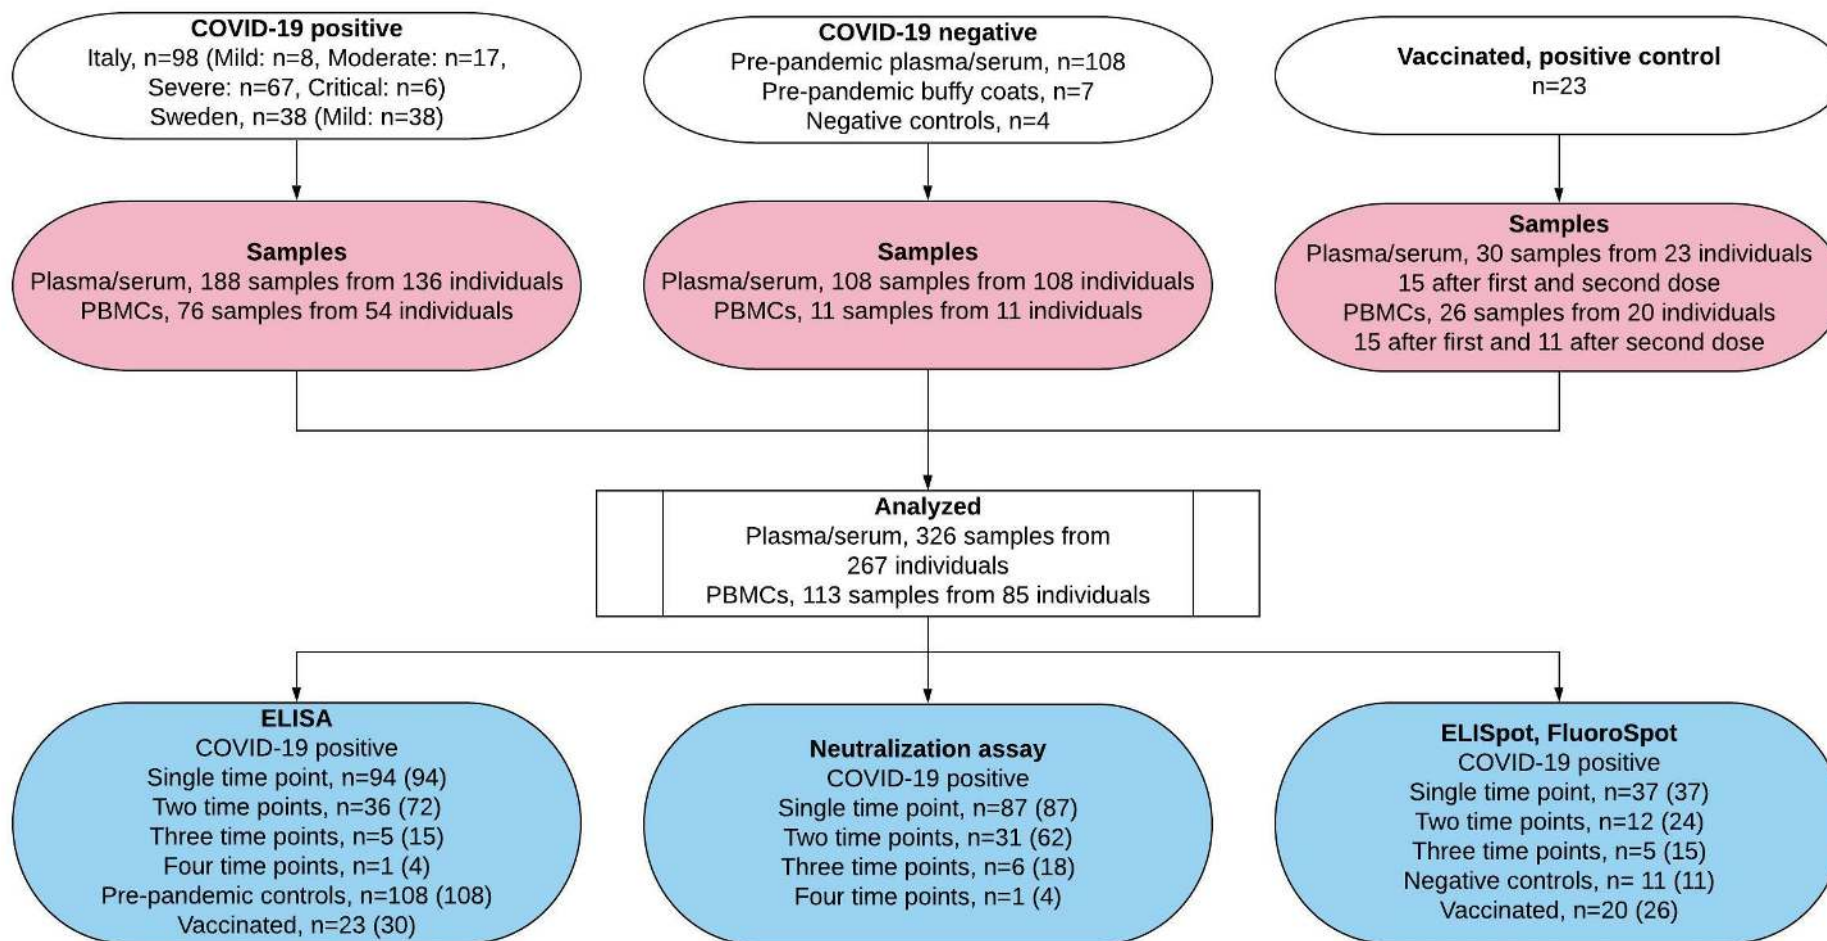 COVID-19 positive
Italy, n=98 (Mild: n=8, Moderate: n=17,
Severe: n=67, Critical: n=6)
Sweden, n=38 (Mild: n=38)
COVID-19 negative
Pre-pandemic plasma/serum, n=108
Pre-pandemic buffy coats, n=7
Negative controls, n=4
Vaccinated, positive control
n=23
Samples
Plasma/serum, 188 samples from 136 individuals
PBMCs, 76 samples from 54 individuals
Samples
Plasma/serum, 108 samples from 108 individuals
PBMCs, 11 samples from 11 individuals
Samples
Plasma/serum, 30 samples from 23 individuals
15 after first and second dose
PBMCs, 26 samples from 20 individuals
15 after first and 11 after second dose
Analyzed
Plasma/serum, 326 samples from
267 individuals
PBMCs, 113 samples from 85 individuals
ELISA
COVID-19 positive
Single time point, n=94 (94)
Two time points, n=36 (72)
Three time points, n=5 (15)
Four time points, n=1 (4)
Pre-pandemic controls, n=108 (108)
Vaccinated, n=23 (30)
Neutralization assay
COVID-19 positive
Single time point, n=87 (87)
Two time points, n=31 (62)
Three time points, n=6 (18)
Four time points, n=1 (4)
ELISpot, FluoroSpot
COVID-19 positive
Single time point, n=37 (37)
Two time points, n=12 (24)
Three time points, n=5 (15)
Negative controls, n= 11 (11)
Vaccinated, n=20 (26)